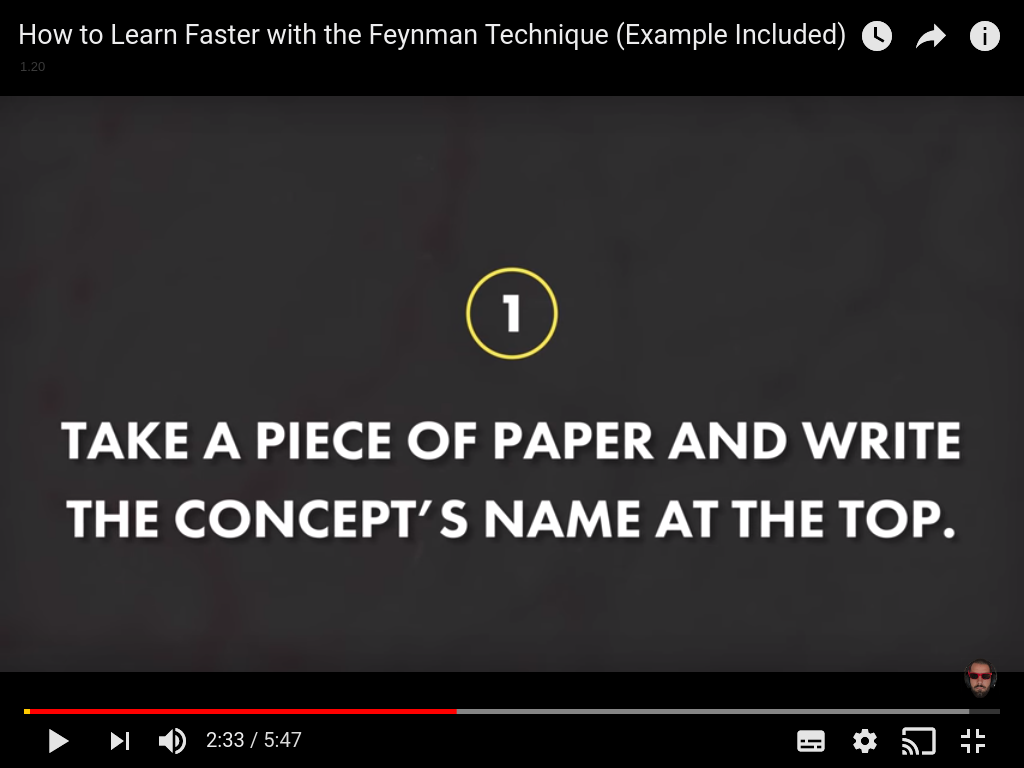 How to Learn Faster with the Feynman Technique (Example Included)
1.20
1
TAKE A PIECE OF PAPER AND WRITE
THE CONCEPT'S NAME AT THE TOP.
2:33 / 5:47